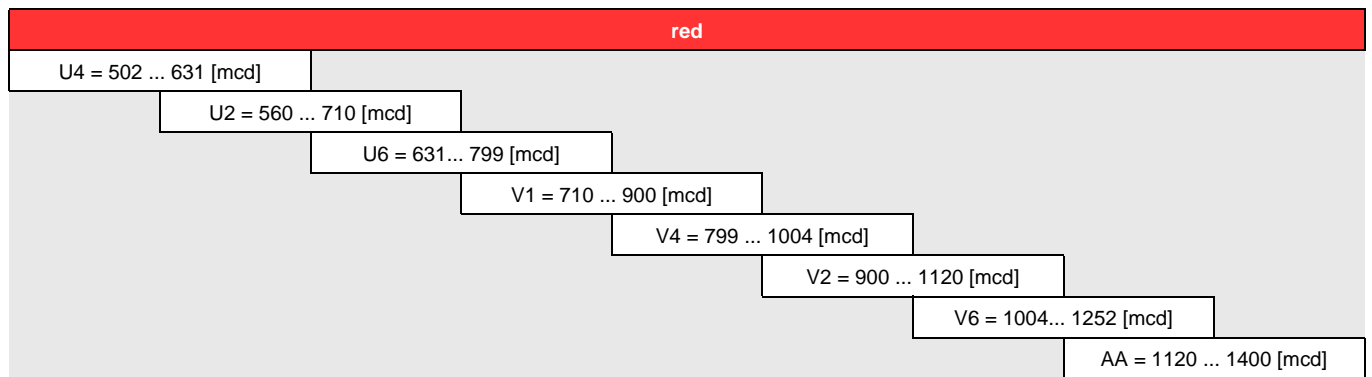 red
U4 = 502 ... 631 [mcd]
U2 = 560 ... 710 [mcd]
U6 = 631... 799 [mcd]
V1 = 710 ... 900 [mcd]
V4 = 799 ... 1004 [mcd]
V2 = 900 ... 1120 [mcd]
V6 = 1004... 1252 [mcd]
AA = 1120 ... 1400 [mcd]